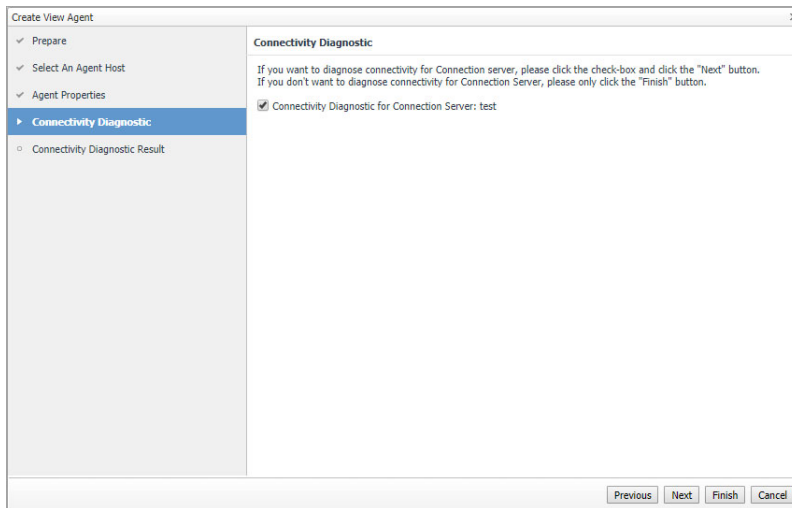 Create View Agent
Prepare
Select An Agent Host
Agent Properties
Connectivity Diagnostic
Connectivity Diagnostic Result
Connectivity Diagnostic
If you want to diagnose connectivity for Connection server, please click the check-box and click the "Next" button.
If you don't want to diagnose connectivity for Connection Server, please only click the "Finish" button.
Connectivity Diagnostic for Connection Server: test
Previous Next Finish Cancel